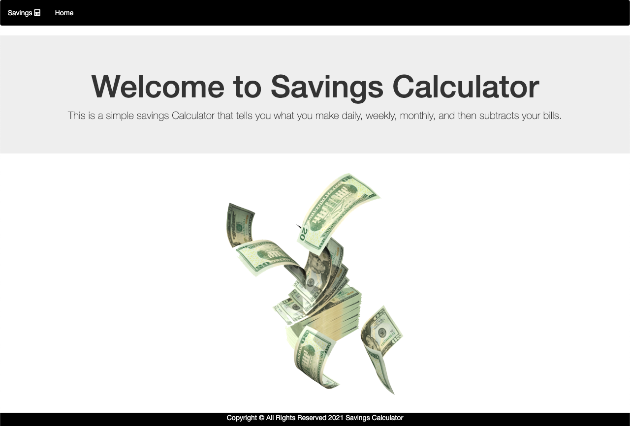 Savings Home
Welcome to Savings Calculator
This is a simple savings Calculator that tells you what you make daily, weekly, monthly, and then subtracts your bills.
20
Copyright © All Rights Reserved 2021 Savings Calculator